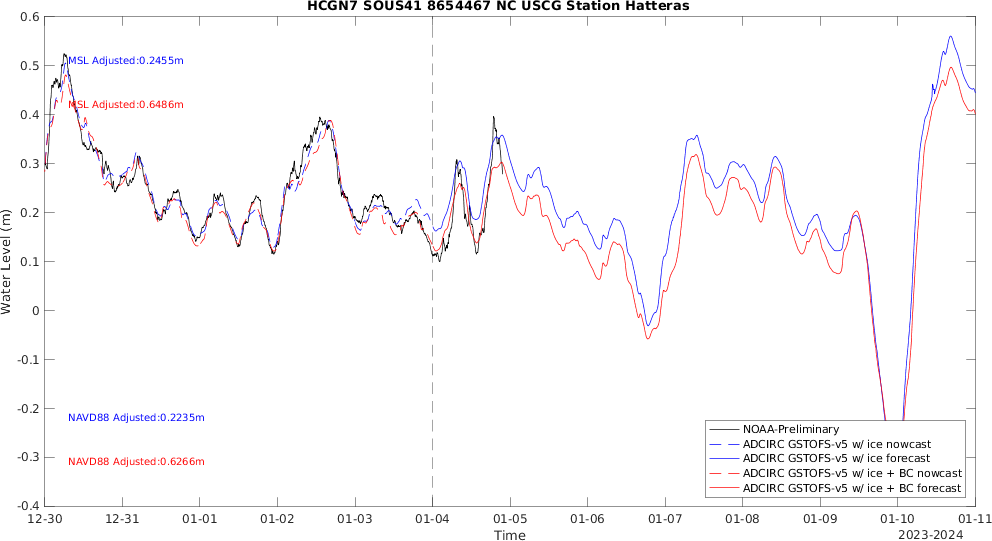 HCGN7 SOUS41 8654467 NC USCG Station Hatteras
Water Level (m)
0.6
0.5
0.4
0.3
0.2
0.1
0
-0.1
-0.2
-0.3
-0.4
MSL Adjusted:0.2455m
MSL Adjusted:0.6486m
NAVD88 Adjusted:0.2235m
NAVD88 Adjusted:0.6266m
NOAA-Preliminary
ADCIRC GSTOFS-v5 w/ ice nowcast
ADCIRC GSTOFS-v5 w/ ice forecast
ADCIRC GSTOFS-v5 w/ ice + BC nowcast
ADCIRC GSTOFS-v5 w/ ice + BC forecast
12-30 12-31 01-01 01-02 01-03 01-04 01-05 01-06 01-07 01-08 01-09 01-10 01-11
Time
2023-2024